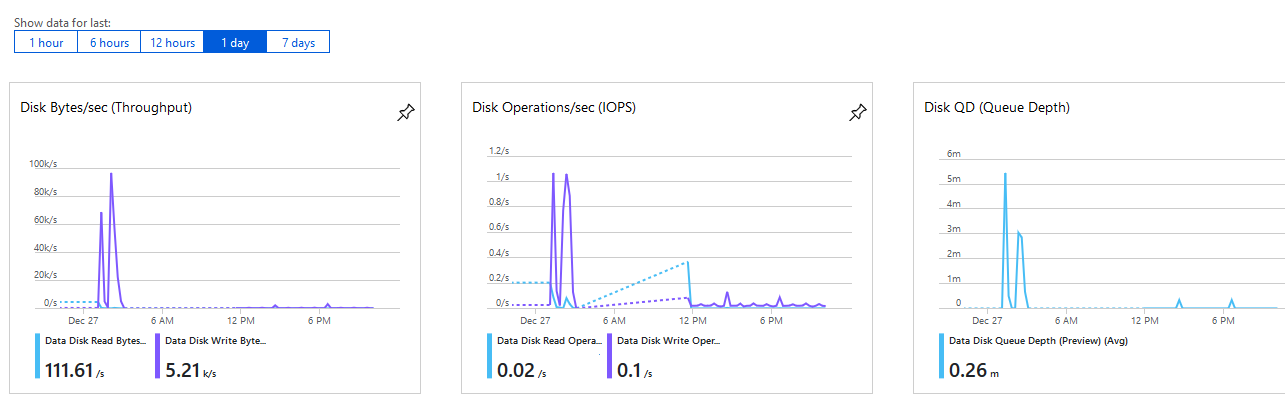 Show data for last:
1 hour 6 hours 12 hours 1 day 7 days
Disk Bytes/sec (Throughput)
100k/s
80k/s
60k/s
40k/s
20k/s
0/s
Dec 27 6 AM 12 PM 6 PM
Data Disk Read Bytes... Data Disk Write Byte...
111.61 /s 5.21 k/s
Disk Operations/sec (IOPS)
1.2/s
1/s
0.8/s
0.6/s
0.4/s
0.2/s
0/s
Dec 27 6 AM 12 PM 6 PM
Data Disk Read Opera... Data Disk Write Oper...
0.02 /s 0.1 /s
Disk QD (Queue Depth)
6m
5m
4m
3m
2m
1m
0
Dec 27 6 AM 12 PM 6 PM
Data Disk Queue Depth (Preview) (Avg)
0.26 m